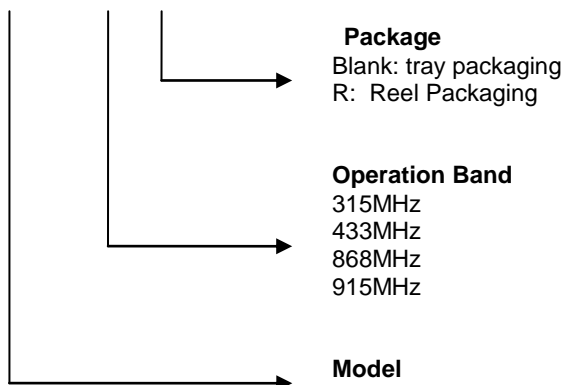 Package
Blank: tray packaging
R: Reel Packaging
Operation Band
315MHz
433MHz
868MHz
915MHz
Model